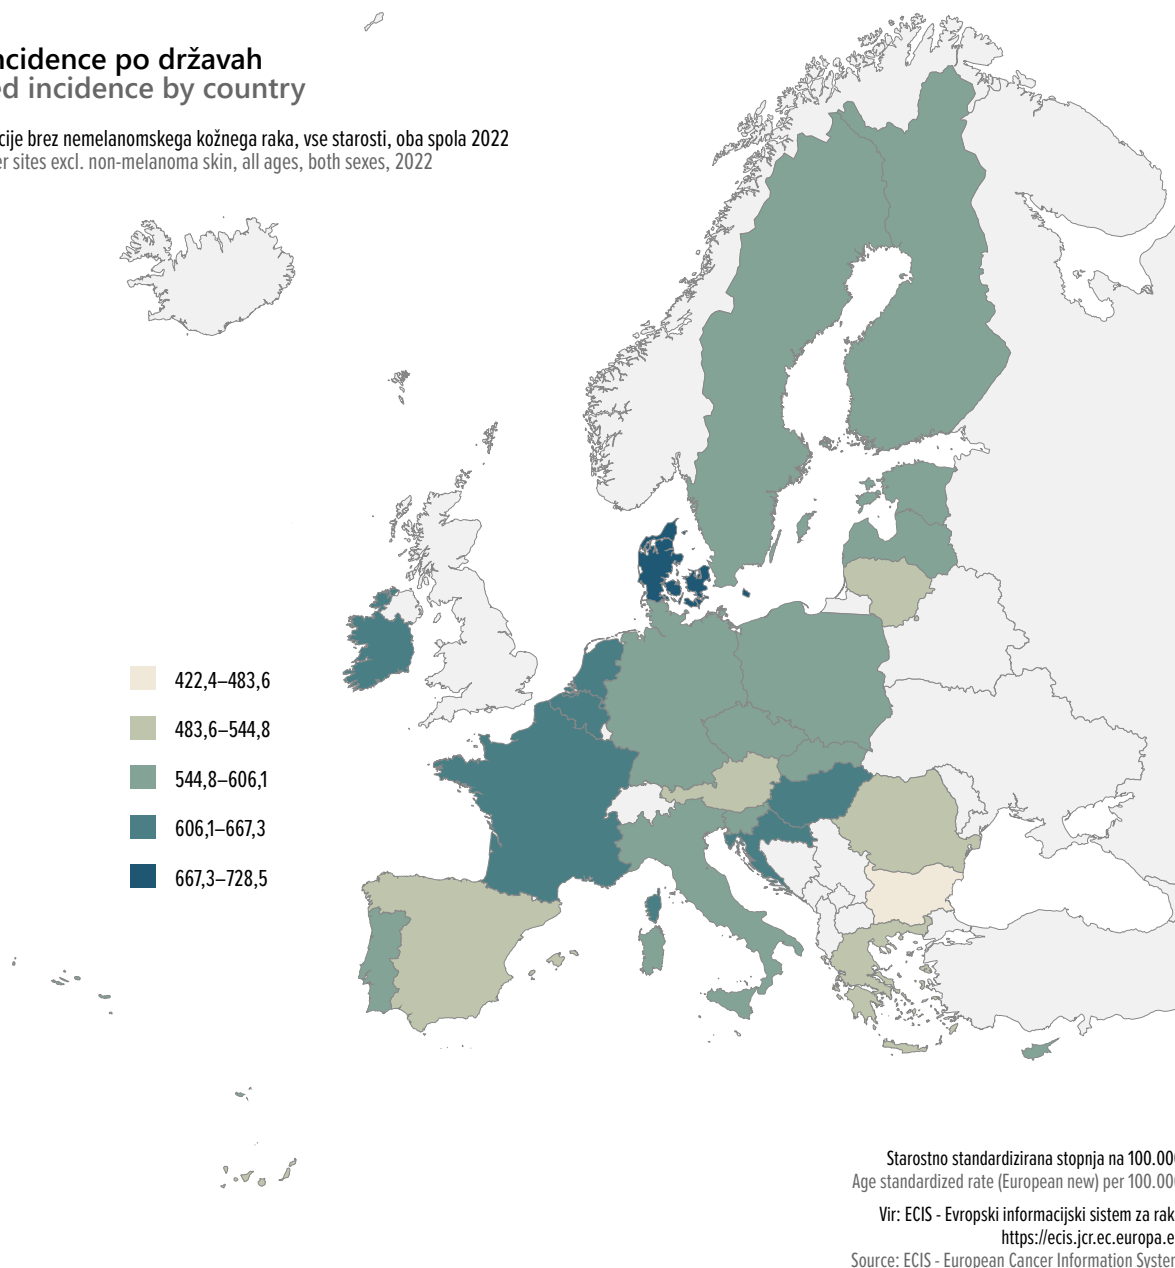 ncidence po državah
ed incidence by country
cije brez nemelanomskega kožnega raka, vse starosti, oba spola 2022
er sites excl. non-melanoma skin, all ages, both sexes, 2022
422,4–483,6
483,6–544,8
544,8–606,1
606,1–667,3
667,3–728,5
Starostno standardizirana stopnja na 100.00
Age standardized rate (European new) per 100.00
Vir: ECIS - Evropski informacijski sistem za rak
https://ecis.jcr.ec.europa.e
Source: ECIS - European Cancer Information System